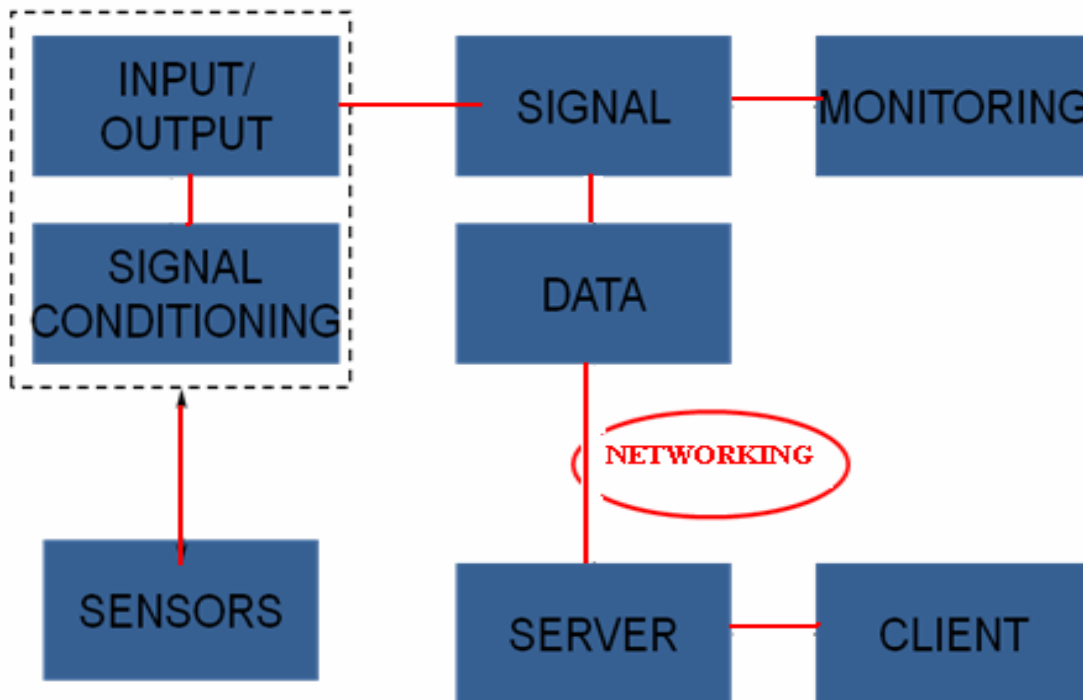 INPUT/
OUTPUT
SIGNAL
MONITORING
SIGNAL
CONDITIONING
DATA
NETWORKING
SENSORS
SERVER
CLIENT